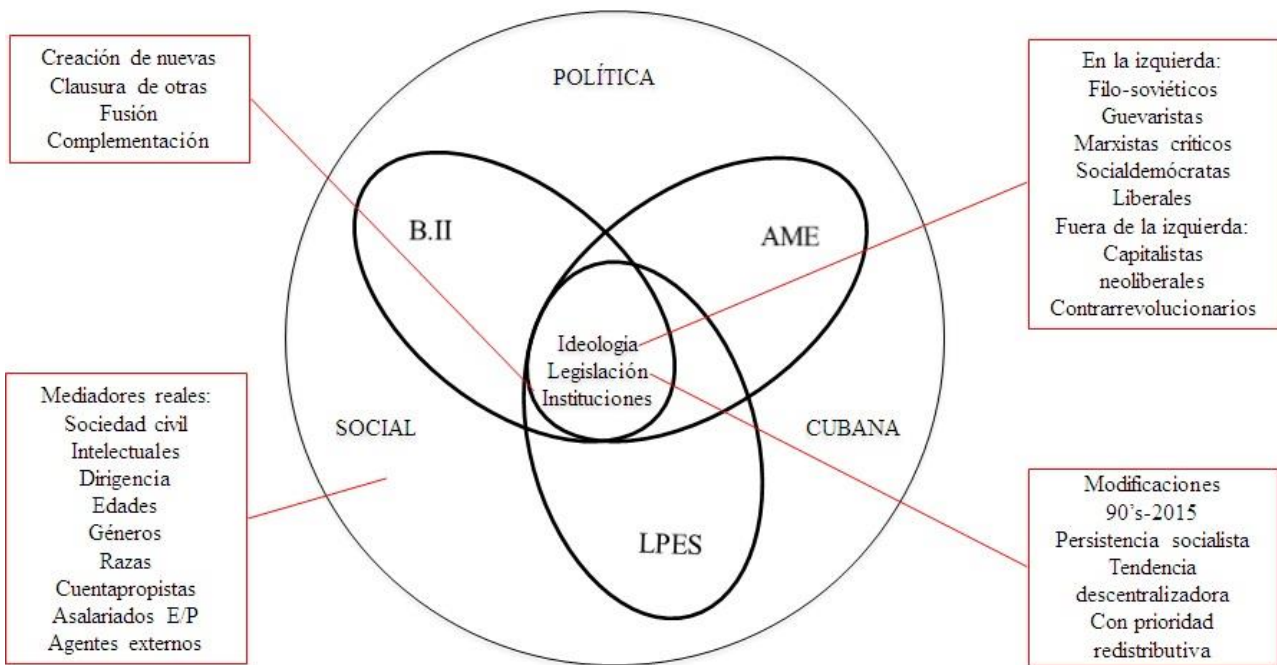 Creación de nuevas
Clausura de otras
Fusión
Complementación
POLÍTICA
En la izquierda:
Filo-soviéticos
Guevaristas
Marxistas críticos
Socialdemócratas
Liberales
Fuera de la izquierda:
Capitalistas
neoliberales
Contrarrevolucionarios
B.II
AME
Ideologia
Legislación
Instituciones
SOCIAL
CUBANA
LPES
Mediadores reales:
Sociedad civil
Intelectuales
Dirigencia
Edades
Géneros
Razas
Cuentapropistas
Asalariados E/P
Agentes externos
Modificaciones
90's-2015
Persistencia socialista
Tendencia
descentralizadora
Con prioridad
redistributiva